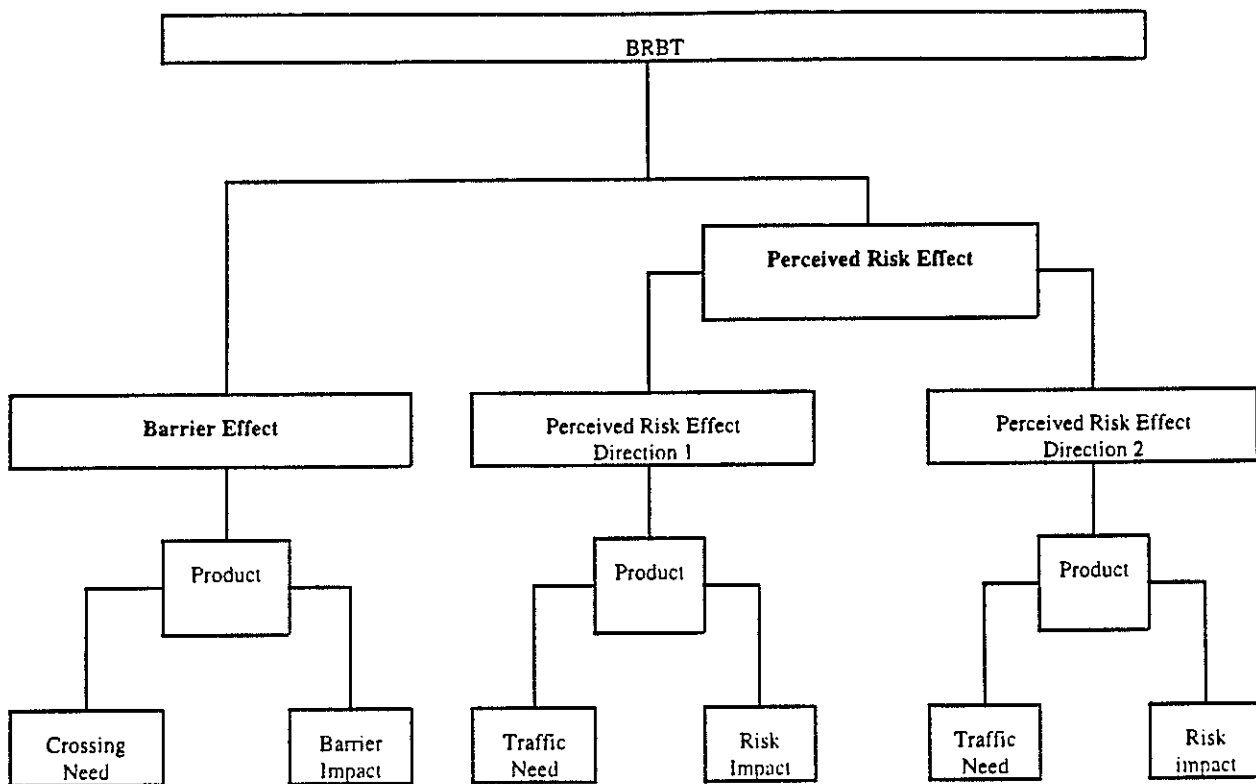 BRBT
Perceived Risk Effect
Barrier Effect
Perceived Risk Effect
Direction 1
Perceived Risk Effect
Direction 2
Product
Product
Product
Crossing
Need
Barrier
Impact
Traffic
Need
Risk
Impact
Traffic
Need
Risk
impact